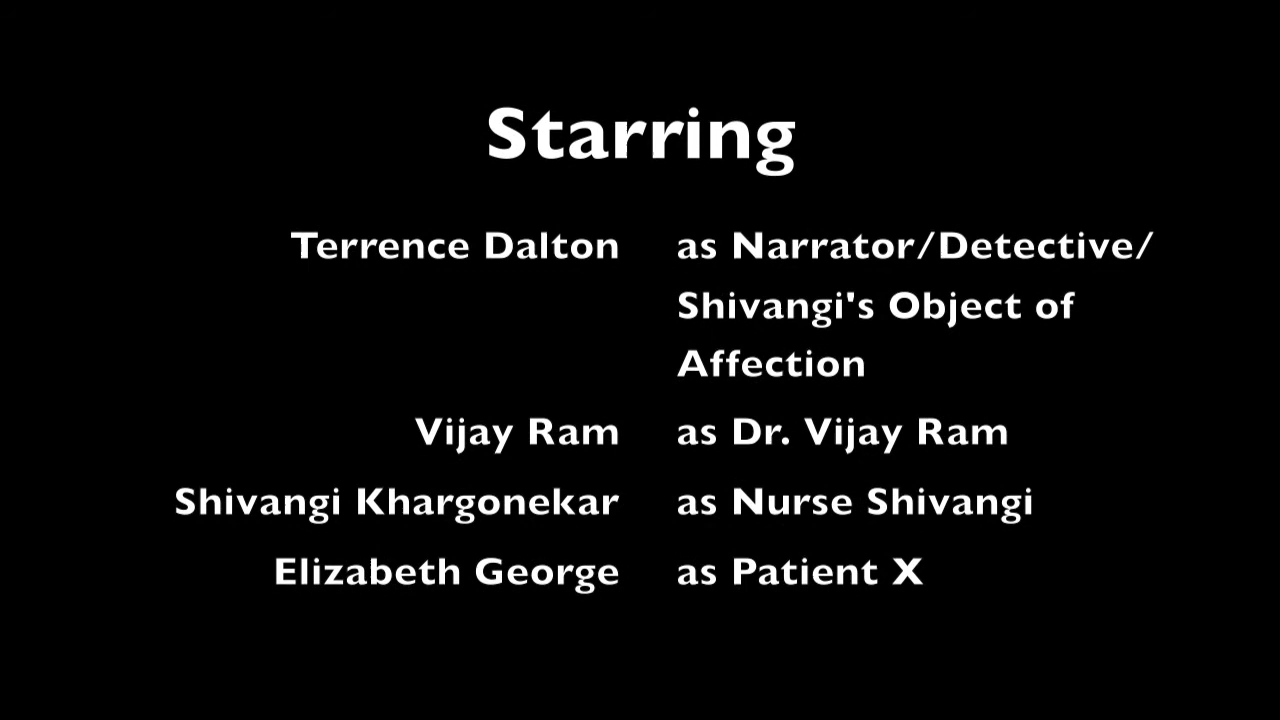 Starring
Terrence Dalton as Narrator/Detective/
Shivangi's Object of
Affection
Vijay Ram as Dr. Vijay Ram
Shivangi Khargonekar as Nurse Shivangi
Elizabeth George as Patient X